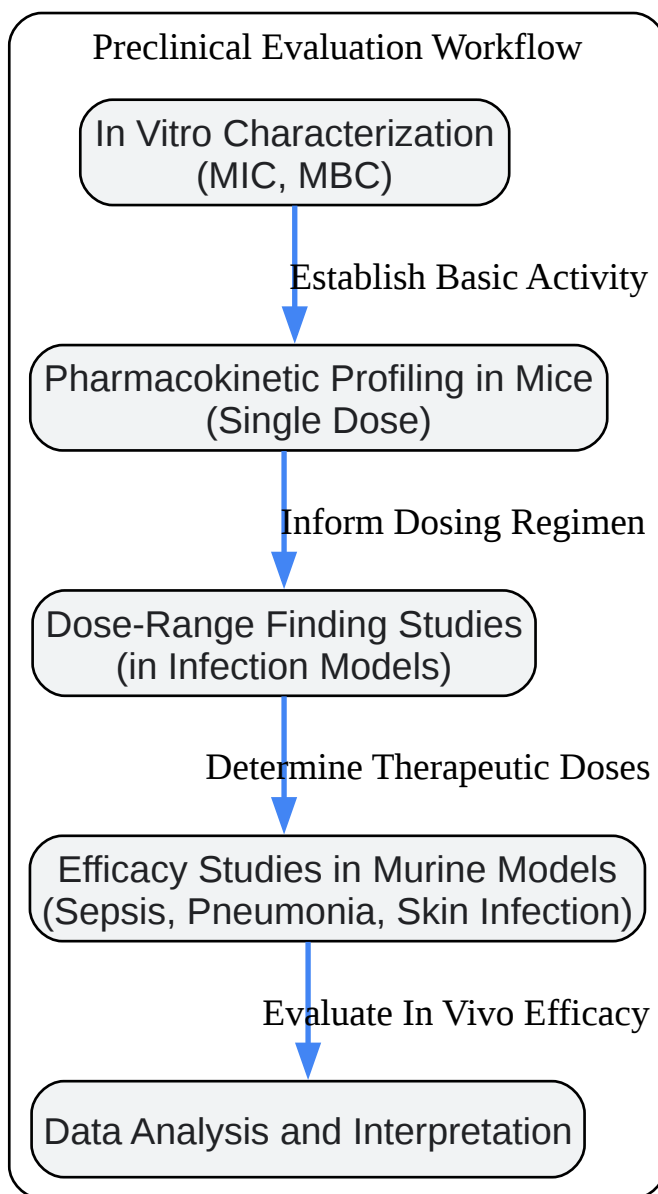 Preclinical Evaluation Workflow
In Vitro Characterization
(MIC, MBC)
Establish Basic Activity
Pharmacokinetic Profiling in Mice
(Single Dose)
Inform Dosing Regimen
Dose-Range Finding Studies
(in Infection Models)
Determine Therapeutic Doses
Efficacy Studies in Murine Models
(Sepsis, Pneumonia, Skin Infection)
Evaluate In Vivo Efficacy
Data Analysis and Interpretation